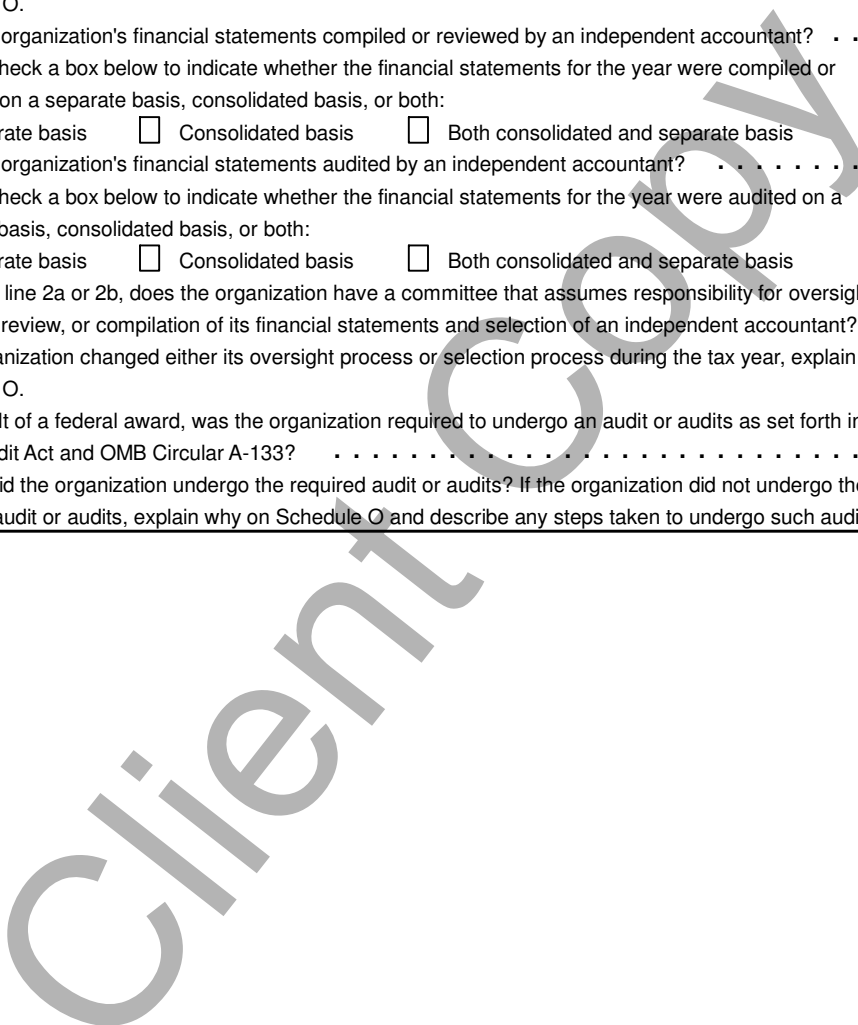 O.
organization's financial statements compiled or reviewed by an independent accountant? . .
heck a box below to indicate whether the financial statements for the year were compiled or
on a separate basis, consolidated basis, or both:
rate basis Consolidated basis Both consolidated and separate basis
organization's financial statements audited by an independent accountant? . . . . . . . .
heck a box below to indicate whether the financial statements for the year were audited on a
basis, consolidated basis, or both:
rate basis Consolidated basis Both consolidated and separate basis
line 2a or 2b, does the organization have a committee that assumes responsibility for oversigh
review, or compilation of its financial statements and selection of an independent accountant?
anization changed either its oversight process or selection process during the tax year, explain
O.
lt of a federal award, was the organization required to undergo an audit or audits as set forth in
dit Act and OMB Circular A-133? . . . . . . . . . . . . . . . . . . . . . . . . . . . .
id the organization undergo the required audit or audits? If the organization did not undergo the
audit or audits, explain why on Schedule O and describe any steps taken to undergo such audi
Client Copy